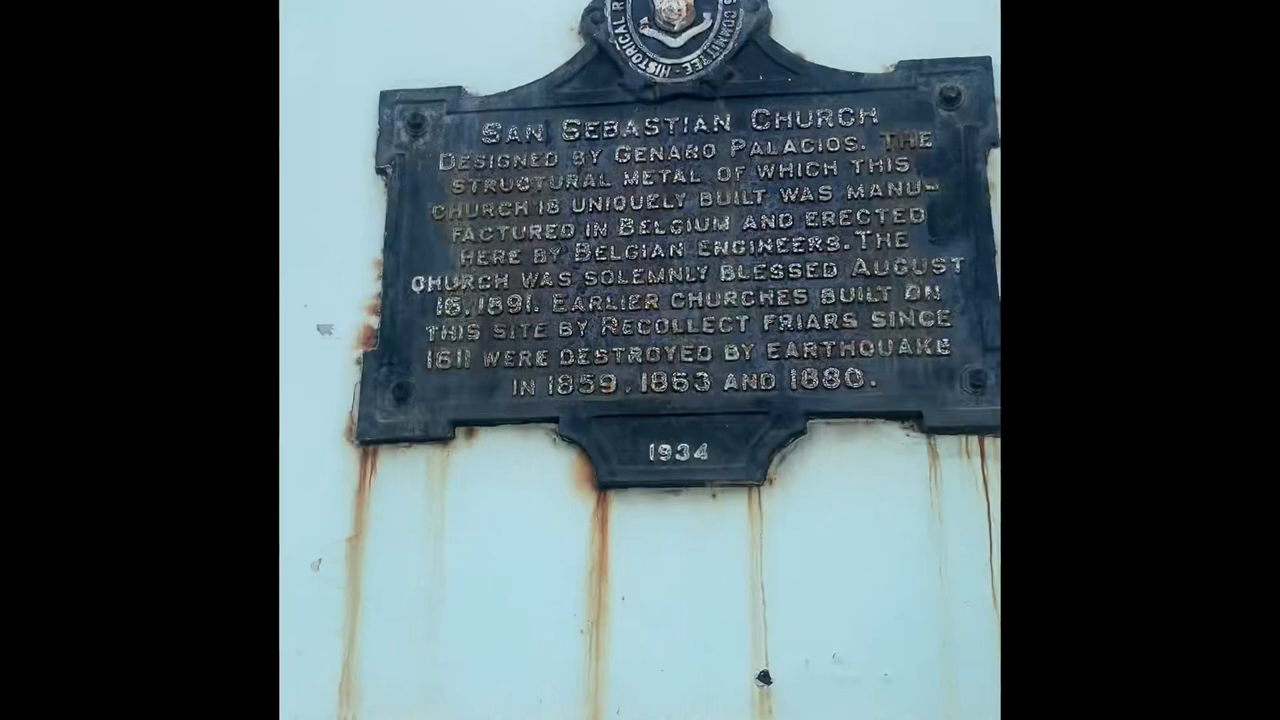 HISTORICAL R
S COMMITTEE
SAN SEBASTIAN CHURCH
DESIGNED BY GENARO PALACIOS. THE
STRUCTURAL METAL OF WHICH THIS
CHURCH IS UNIQUELY BUILT WAS MANU-
FACTURED IN BELGIUM AND ERECTED
HERE BY BELGIAN ENGINEERS. THE
CHURCH WAS SOLEMNLY BLESSED AUGUST
16, 1891. EARLIER CHURCHES BUILT ON
THIS SITE BY RECOLLECT FRIARS SINCE
1611 WERE DESTROYED BY EARTHQUAKE
IN 1859, 1863 AND 1880.
1934